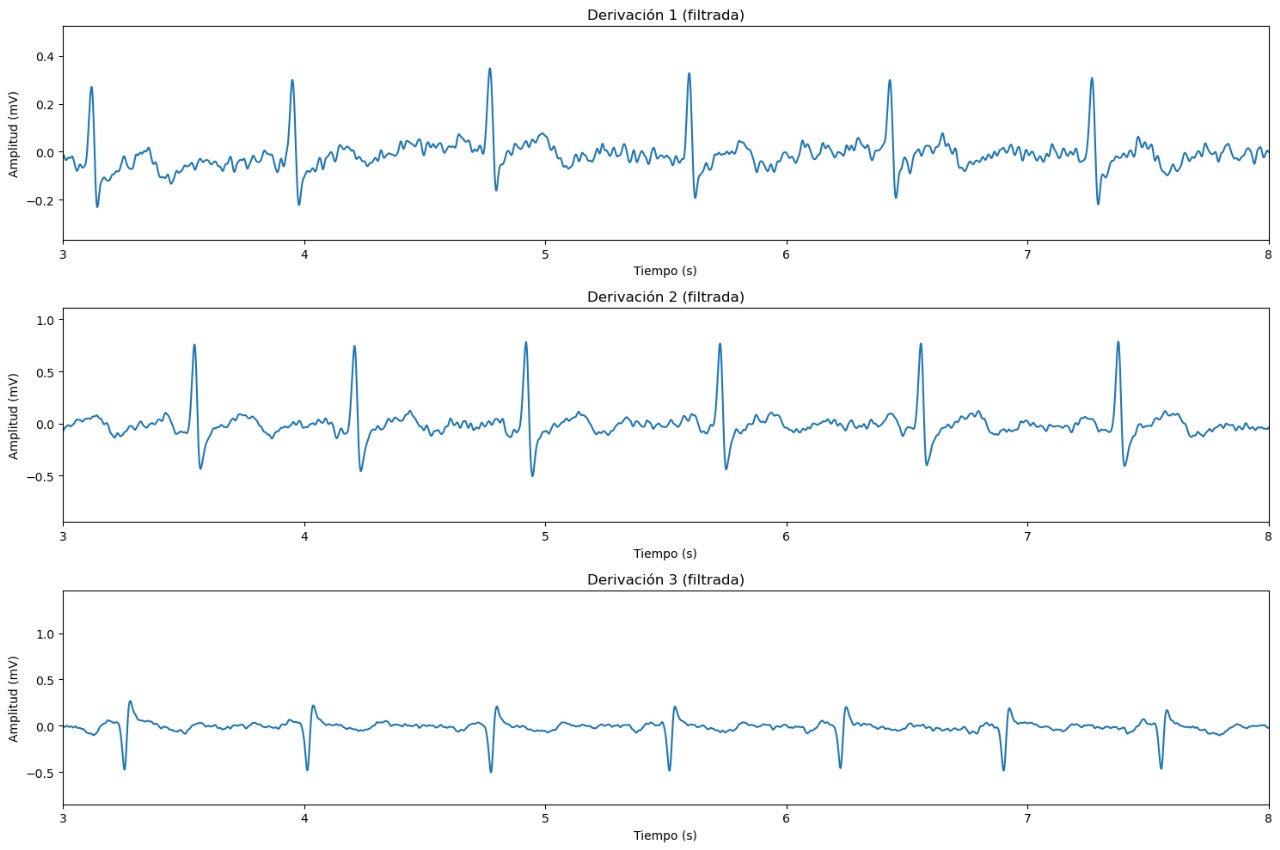 Derivación 1 (filtrada)
Amplitud (mV)
0.4
0.2
0.0
−0.2
3 4 5 6 7 8
Tiempo (s)
Derivación 2 (filtrada)
Amplitud (mV)
1.0
0.5
0.0
−0.5
3 4 5 6 7 8
Tiempo (s)
Derivación 3 (filtrada)
Amplitud (mV)
1.0
0.5
0.0
−0.5
3 4 5 6 7 8
Tiempo (s)